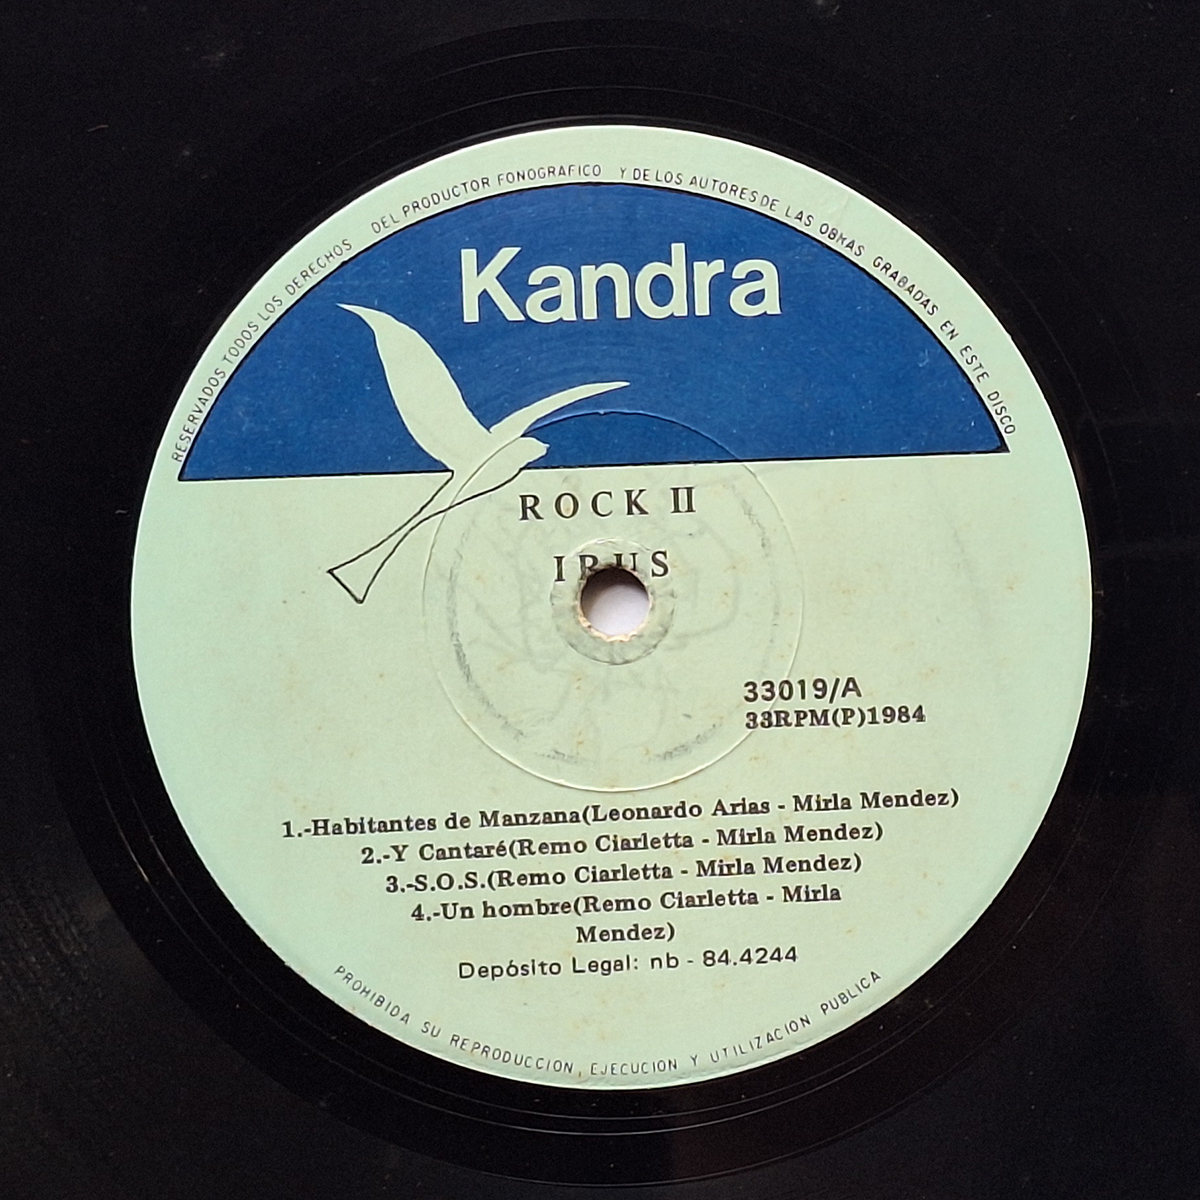 RESERVADOS TODOS LOS DERECHOS DEL PRODUCTOR FONOGRAFICO Y DE LOS AUTORES DE LAS OBRAS GRABADAS EN ESTE DISCO
Kandra
ROCK II
IRUS
33019/A
33RPM(P)1984
1.-Habitantes de Manzana(Leonardo Arias - Mirla Mendez)
2.-Y Cantaré(Remo Ciarletta - Mirla Mendez)
3.-S.O.S.(Remo Ciarletta - Mirla Mendez)
4.-Un hombre(Remo Ciarletta - Mirla
Mendez)
Depósito Legal: nb - 84.4244
PROHIBIDA SU REPRODUCCION, EJECUCION Y UTILIZACION PUBLICA